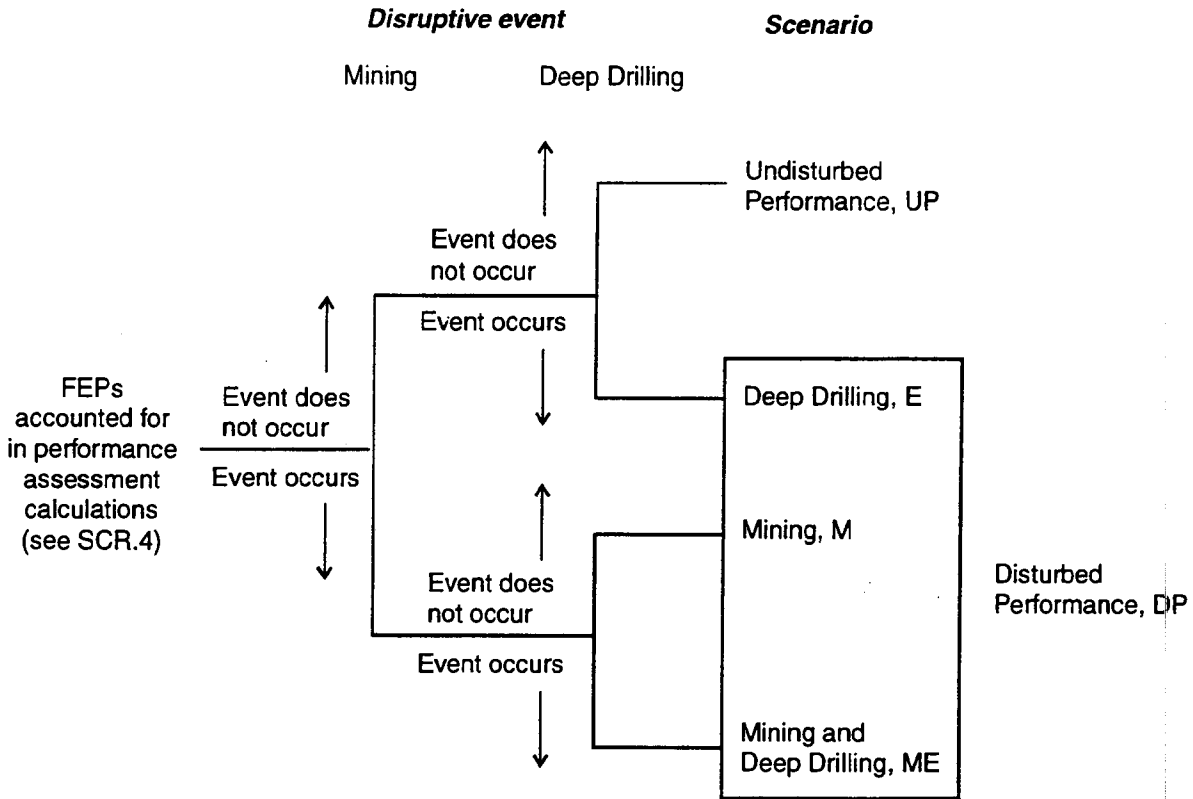 Disruptive event
Scenario
Mining
Deep Drilling
Undisturbed
Performance, UP
Event does
not occur
Event occurs
FEPs
accounted for
in performance
assessment
calculations
(see SCR.4)
Event does
not occur
Event occurs
Deep Drilling, E
Mining, M
Event does
not occur
Event occurs
Disturbed
Performance, DP
Mining and
Deep Drilling, ME